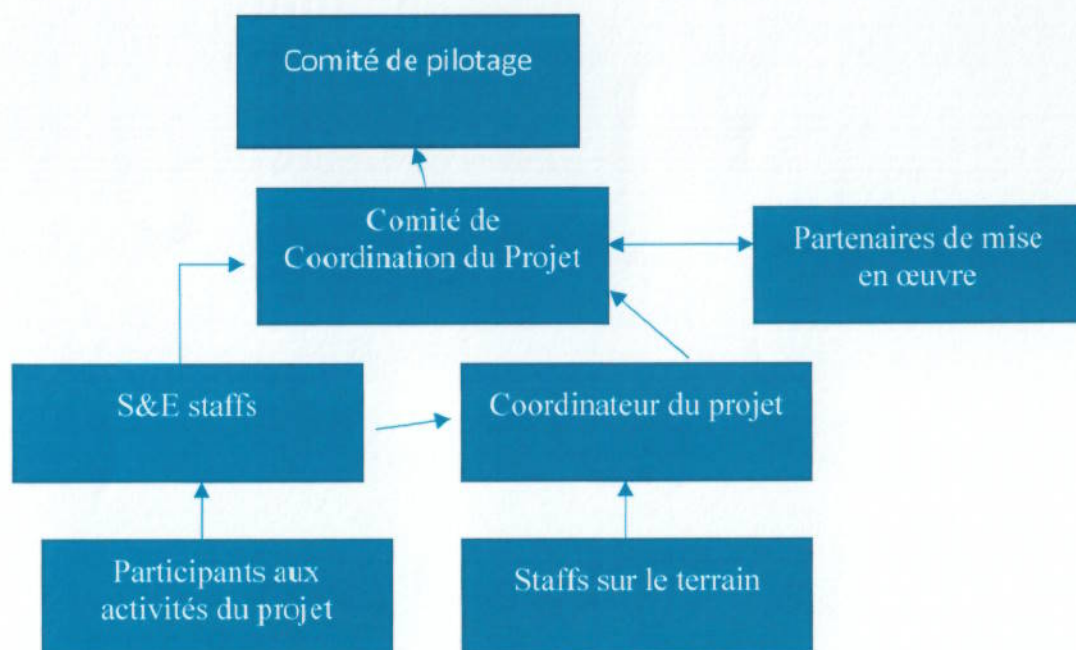 Comité de pilotage
Comité de
Coordination du Projet
Partenaires de mise
en œuvre
S&E staffs
Coordinateur du projet
Participants aux
activités du projet
Staffs sur le terrain